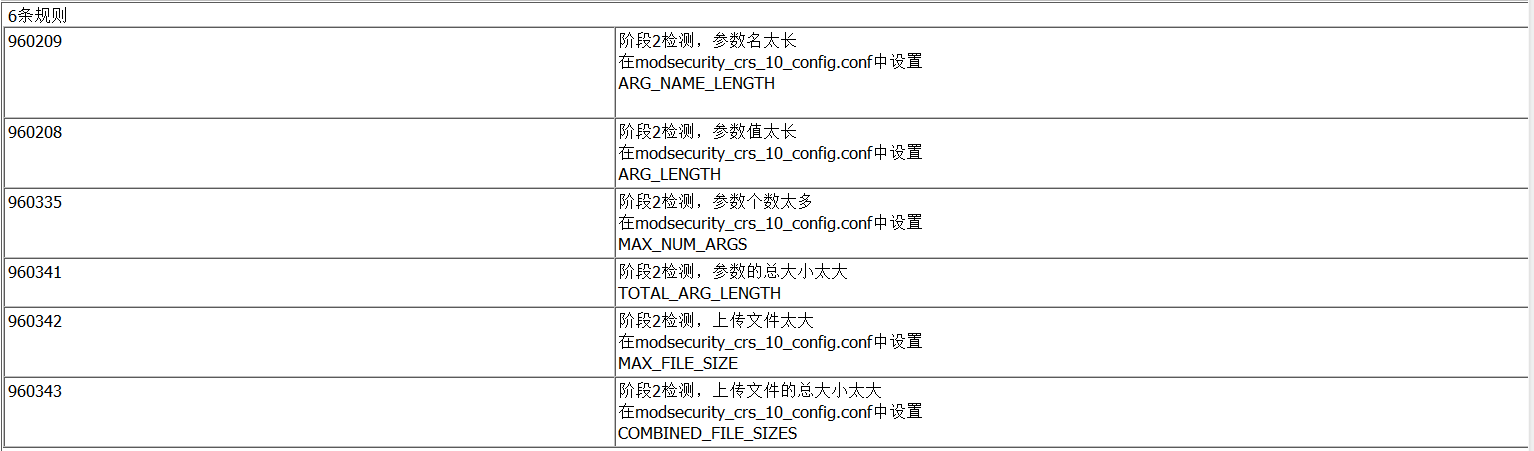 6条规则
960209
阶段2检测，参数名太长
在modsecurity_crs_10_config.conf中设置
ARG_NAME_LENGTH
960208
阶段2检测，参数值太长
在modsecurity_crs_10_config.conf中设置
ARG_LENGTH
960335
阶段2检测，参数个数太多
在modsecurity_crs_10_config.conf中设置
MAX_NUM_ARGS
960341
阶段2检测，参数的总大小太大
TOTAL_ARG_LENGTH
960342
阶段2检测，上传文件太大
在modsecurity_crs_10_config.conf中设置
MAX_FILE_SIZE
960343
阶段2检测，上传文件的总大小太大
在modsecurity_crs_10_config.conf中设置
COMBINED_FILE_SIZES